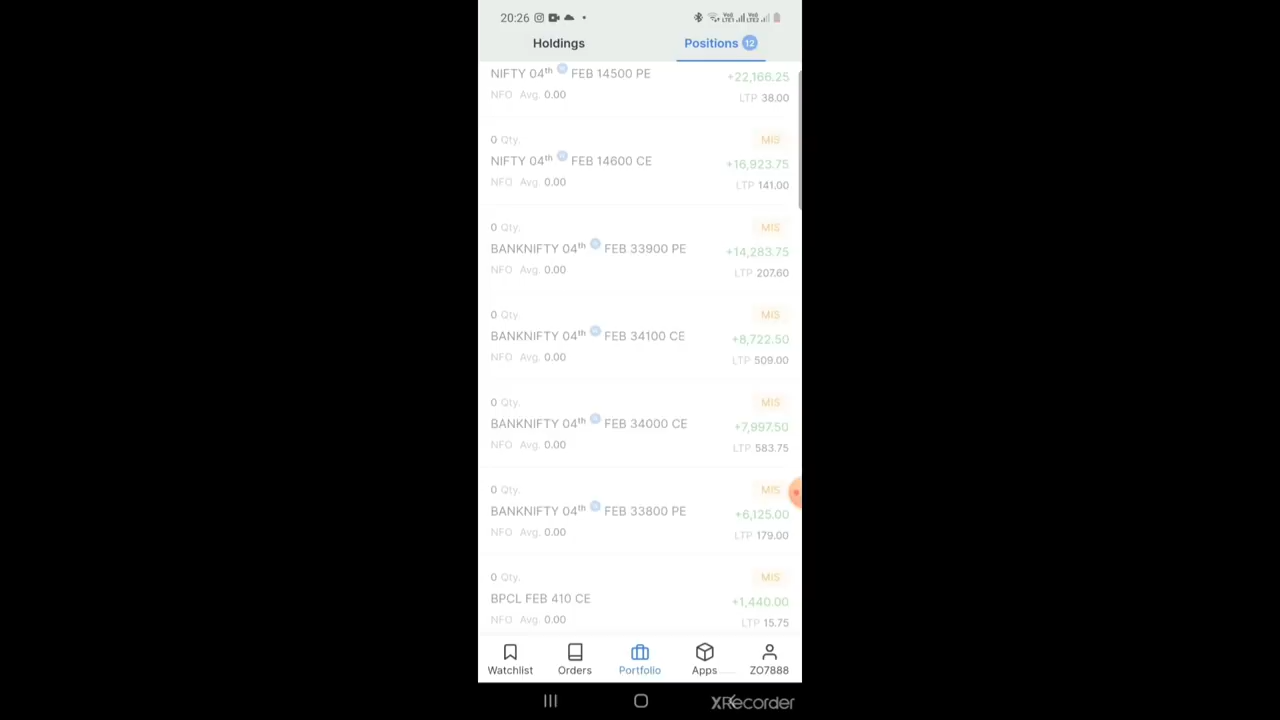 20:26
Holdings
Positions 12
NIFTY 04th W FEB 14500 PE
+22,166.25
NFO Avg. 0.00
LTP 38.00
0 Qty.
MIS
NIFTY 04th W FEB 14600 CE
+16,923.75
NFO Avg. 0.00
LTP 141.00
0 Qty.
MIS
BANKNIFTY 04th W FEB 33900 PE
+14,283.75
NFO Avg. 0.00
LTP 207.60
0 Qty.
MIS
BANKNIFTY 04th W FEB 34100 CE
+8,722.50
NFO Avg. 0.00
LTP 509.00
0 Qty.
MIS
BANKNIFTY 04th W FEB 34000 CE
+7,997.50
NFO Avg. 0.00
LTP 583.75
0 Qty.
MIS
BANKNIFTY 04th W FEB 33800 PE
+6,125.00
NFO Avg. 0.00
LTP 179.00
0 Qty.
MIS
BPCL FEB 410 CE
+1,440.00
NFO Avg. 0.00
LTP 15.75
Watchlist
Orders
Portfolio
Apps
ZO7888
XRecorder